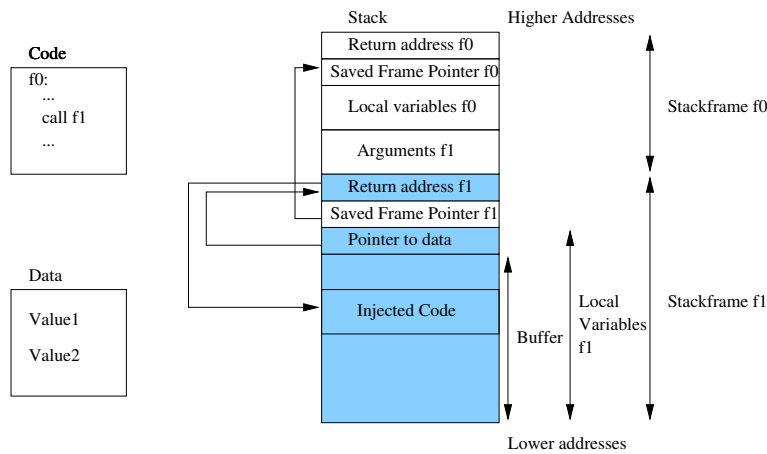 Stack
Higher Addresses
Code
f0:
...
call f1
...
Return address f0
Saved Frame Pointer f0
Local variables f0
Arguments f1
Stackframe f0
Return address f1
Saved Frame Pointer f1
Pointer to data
Data
Value1
Value2
Injected Code
Buffer
Local
Variables
f1
Stackframe f1
Lower addresses